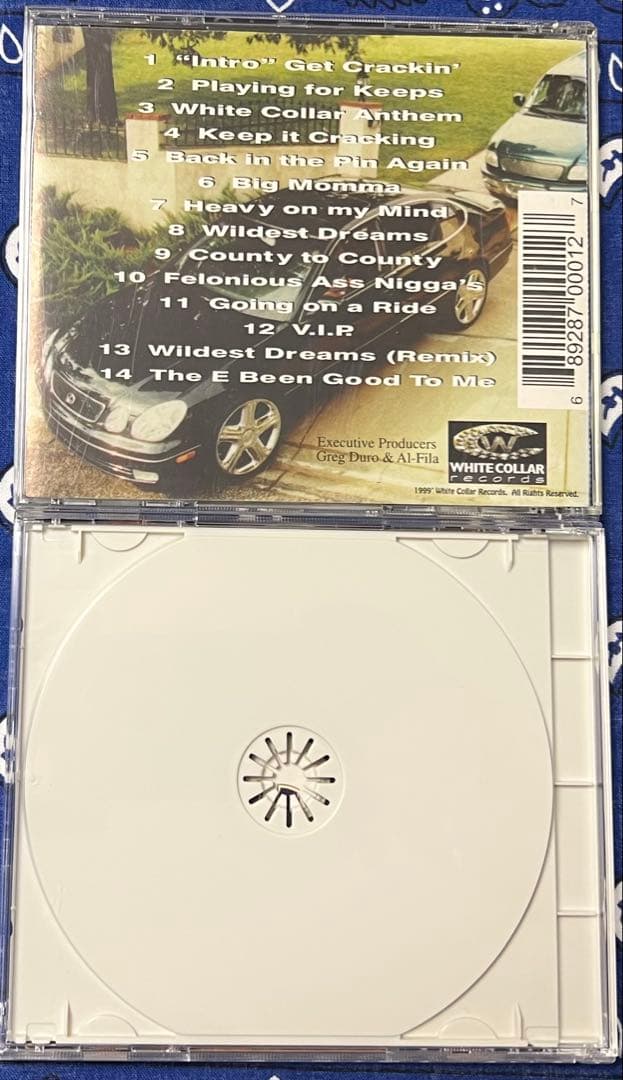 1 “Intro” Get Crackin’
2 Playing for Keeps
3 White Collar Anthem
4 Keep it Cracking
5 Back in the Pin Again
6 Big Momma
7 Heavy on my Mind
8 Wildest Dreams
9 County to County
10 Felonious Ass Nigga's
11 Going on a Ride
12 V.I.P.
13 Wildest Dreams (Remix)
14 The E Been Good To Me
6 89287 00012 7
Executive Producers
Greg Duro & Al-Fila
W
WHITE COLLAR
records
1999' White Collar Records. All Rights Reserved.